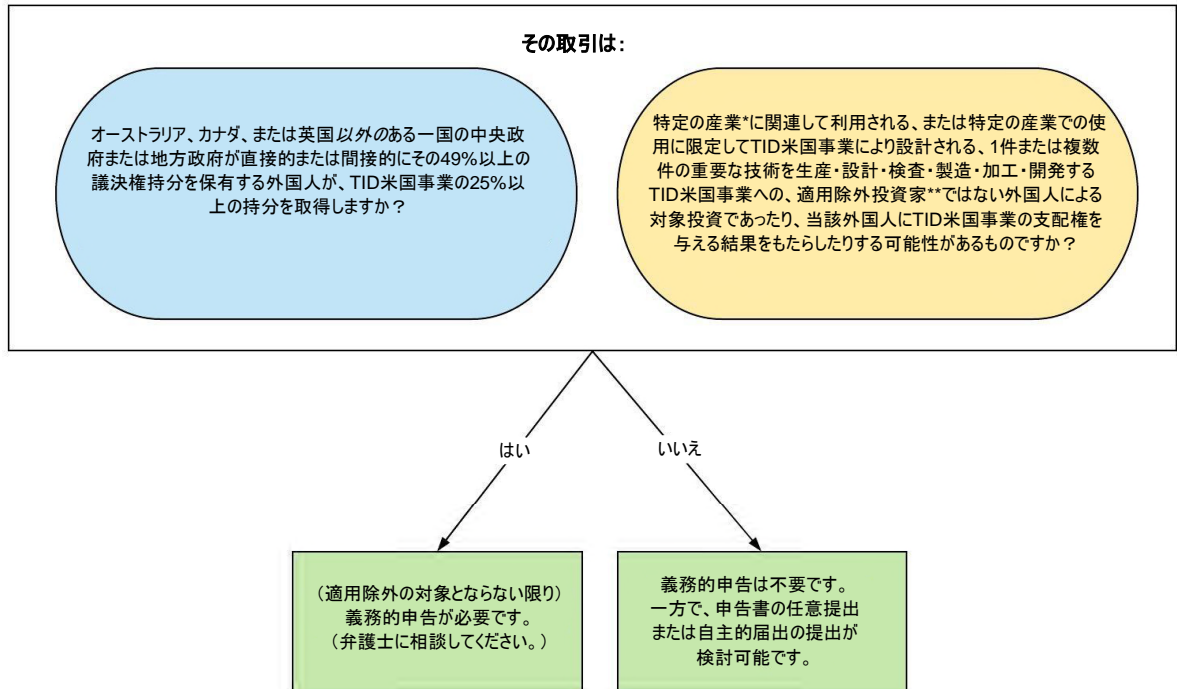 その取引は：
オーストラリア、カナダ、または英国以外のある一国の中央政
府または地方政府が直接的または間接的にその49%以上の
議決権持分を保有する外国人が、TID米国事業の25%以
上の持分を取得しますか？
特定の産業*に関連して利用される、または特定の産業での使
用に限定してTID米国事業により設計される、1件または複数
件の重要な技術を生産・設計・検査・製造・加工・開発する
TID米国事業への、適用除外投資家**ではない外国人による
対象投資であったり、当該外国人にTID米国事業の支配権を
与える結果をもたらしたりする可能性があるものですか？
はい
いいえ
（適用除外の対象とならない限り）
義務的申告が必要です。
（弁護士に相談してください。）
義務的申告は不要です。
一方で、申告書の任意提出
または自主的届出の提出が
検討可能です。